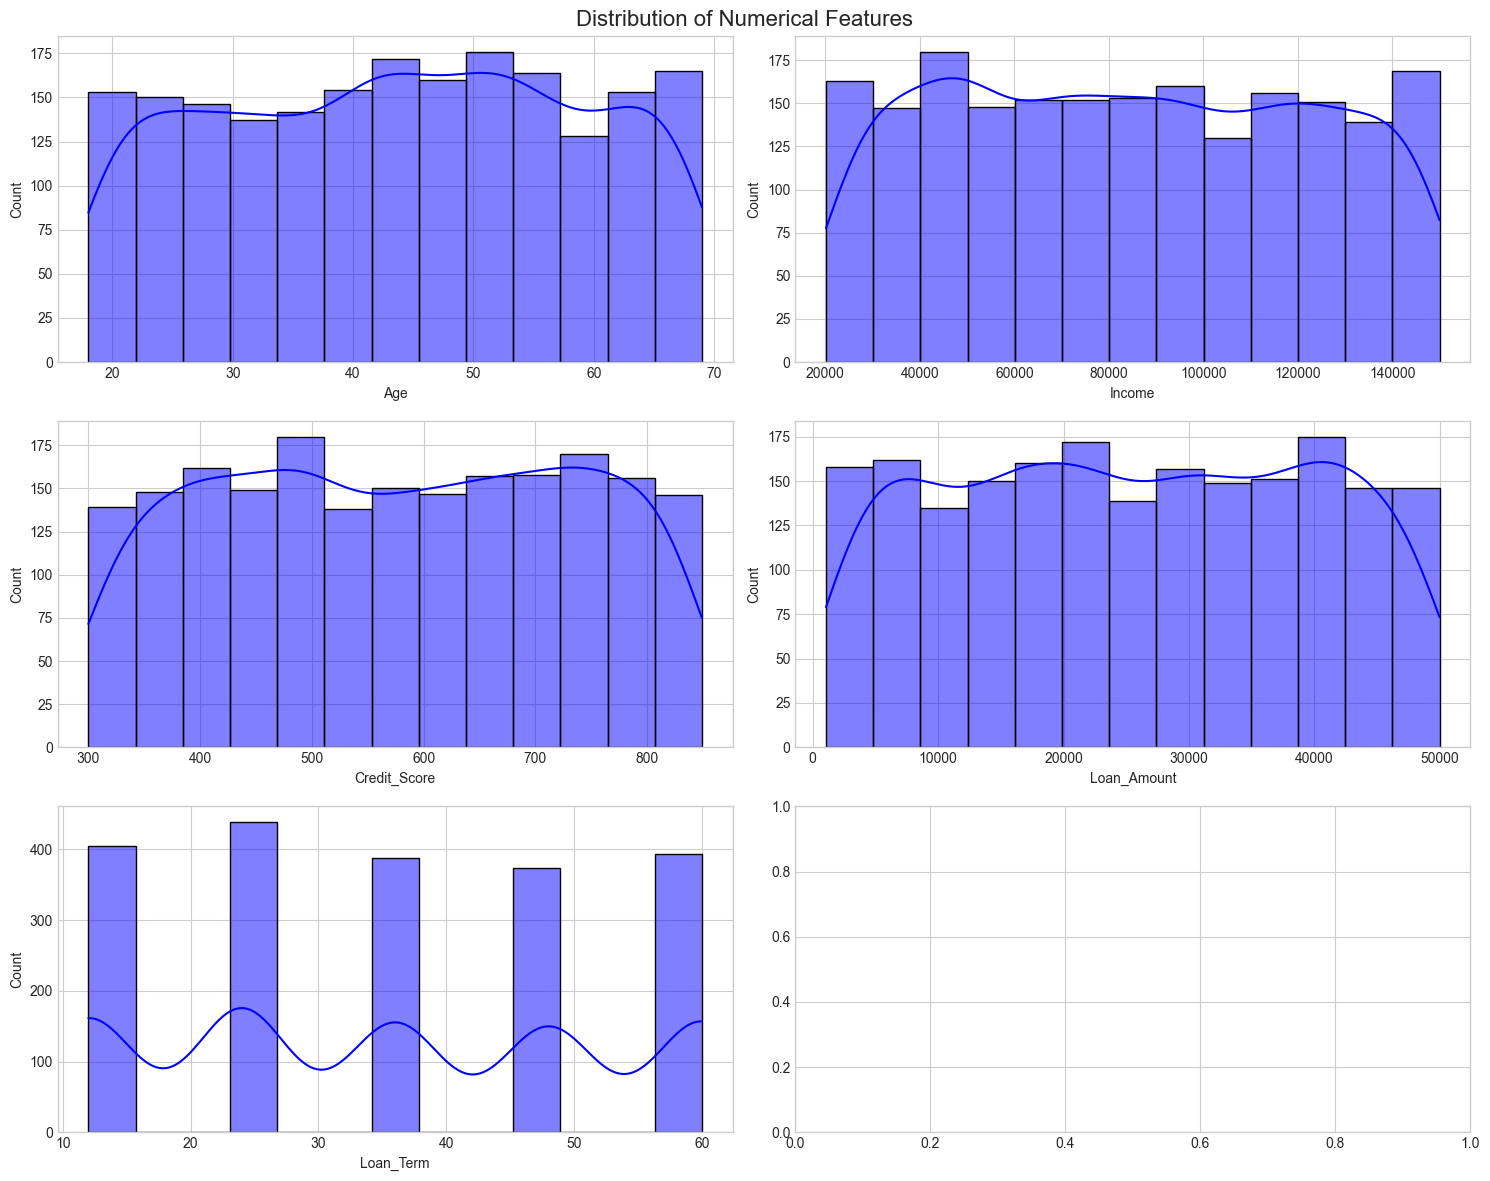 Distribution of Numerical Features
175
150
125
100
75
50
25
0
Count
20 30 40 50 60 70
Age
175
150
125
100
75
50
25
0
Count
20000 40000 60000 80000 100000 120000 140000
Income
175
150
125
100
75
50
25
0
Count
300 400 500 600 700 800
Credit_Score
175
150
125
100
75
50
25
0
Count
0 10000 20000 30000 40000 50000
Loan_Amount
400
300
200
100
0
Count
10 20 30 40 50 60
Loan_Term
1.0
0.8
0.6
0.4
0.2
0.0
0.0 0.2 0.4 0.6 0.8 1.0